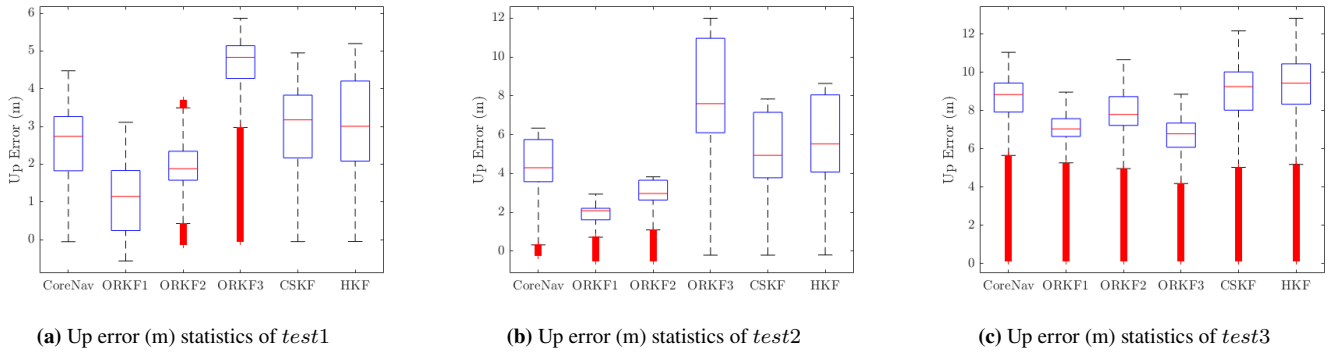 6
5
4
3
2
1
0
Up Error (m)
CoreNav ORKF1 ORKF2 ORKF3 CSKF HKF
(a) Up error (m) statistics of test1
12
10
8
6
4
2
0
Up Error (m)
CoreNav ORKF1 ORKF2 ORKF3 CSKF HKF
(b) Up error (m) statistics of test2
12
10
8
6
4
2
0
Up Error (m)
CoreNav ORKF1 ORKF2 ORKF3 CSKF HKF
(c) Up error (m) statistics of test3